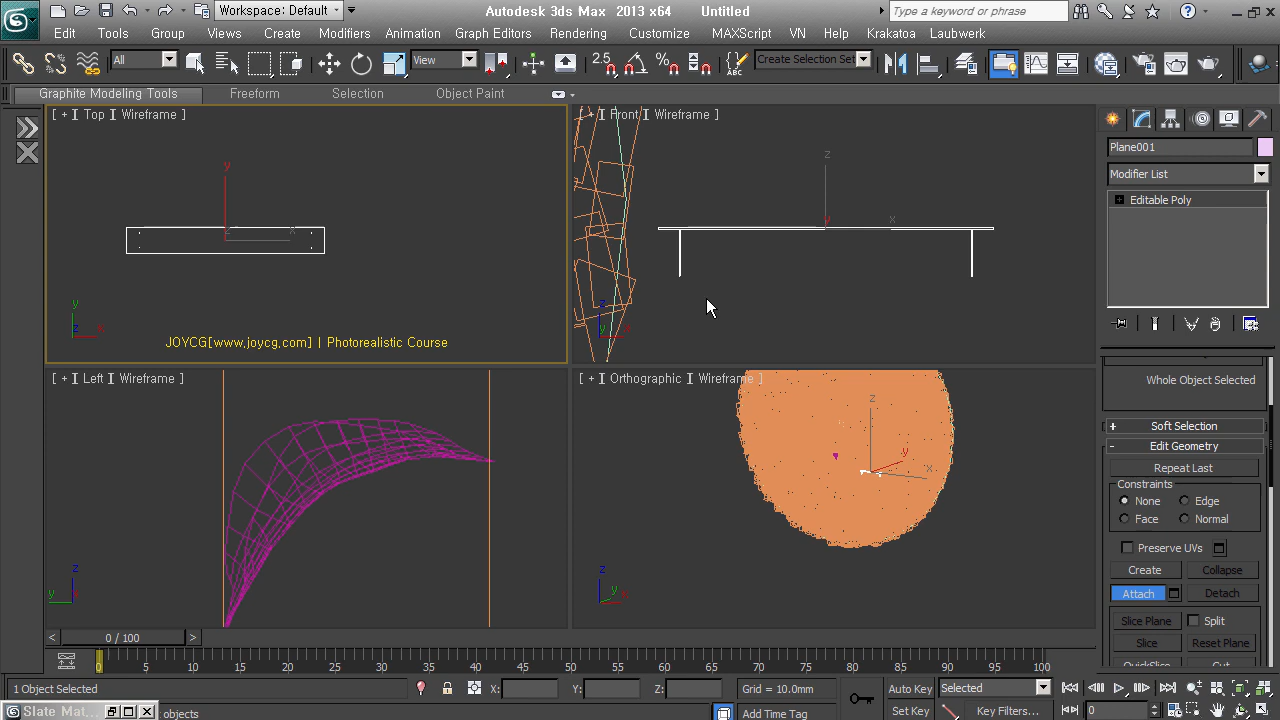 Workspace: Default
Autodesk 3ds Max 2013 x64 Untitled
Type a keyword or phrase
Edit Tools Group Views Create Modifiers Animation Graph Editors Rendering Customize MAXScript VN Help Krakatoa Laubwerk
All
View
2.5
Create Selection Set
Graphite Modeling Tools Freeform Selection Object Paint
[ + ] [ Top ] [ Wireframe ]
[ + ] [ Front ] [ Wireframe ]
Plane001
Modifier List
Editable Poly
y
x
z
y
x
y
z
x
z
y
JOYCG[www.joycg.com] | Photorealistic Course
Whole Object Selected
[ + ] [ Left ] [ Wireframe ]
[ + ] [ Orthographic ] [ Wireframe ]
z
y
x
z
y
z
y
+ Soft Selection
- Edit Geometry
Repeat Last
Constraints
None Edge
Face Normal
Preserve UVs
Create Collapse
Attach Detach
Slice Plane Split
Slice Reset Plane
QuickSlice Cut
< 0 / 100 >
0 5 10 15 20 25 30 35 40 45 50 55 60 65 70 75 80 85 90 95 100
1 Object Selected
X: Y: Z:
Grid = 10.0mm
Auto Key Selected
Slate Mat...
objects
Add Time Tag
Set Key Key Filters...
0